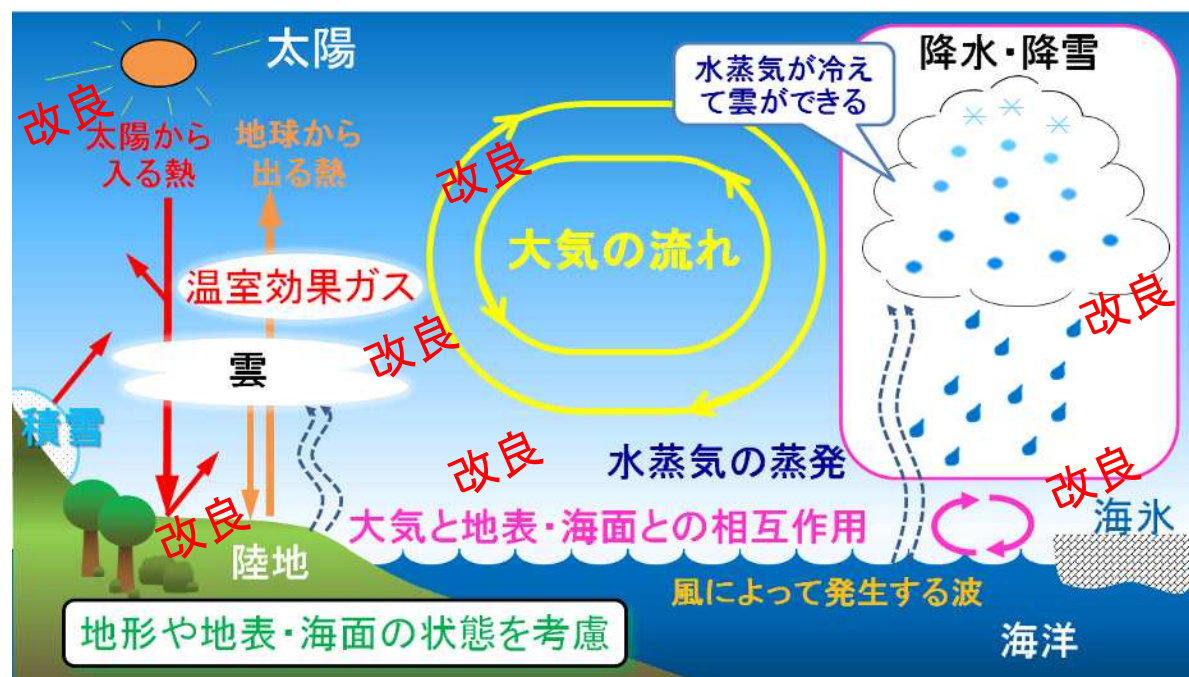 太陽
改良
太陽から
入る熱
地球から
出る熱
温室効果ガス
雲
積雪
改良
大気の流れ
改良
水蒸気が冷え
て雲ができる
降水・降雪
改良
水蒸気の蒸発
改良
大気と地表・海面との相互作用
改良
海氷
改良
陸地
風によって発生する波
地形や地表・海面の状態を考慮
海洋